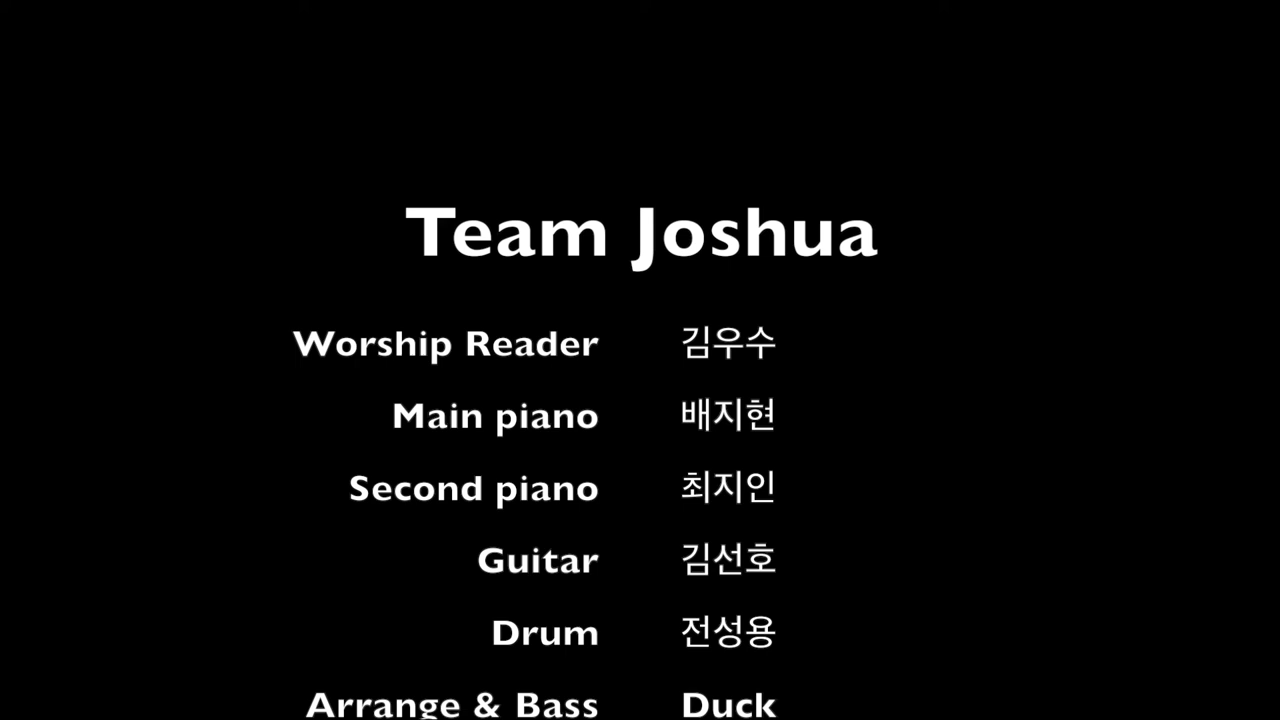 Team Joshua
Worship Reader 김우수
Main piano 배지현
Second piano 최지인
Guitar 김선호
Drum 전성용
Arrange & Bass Duck